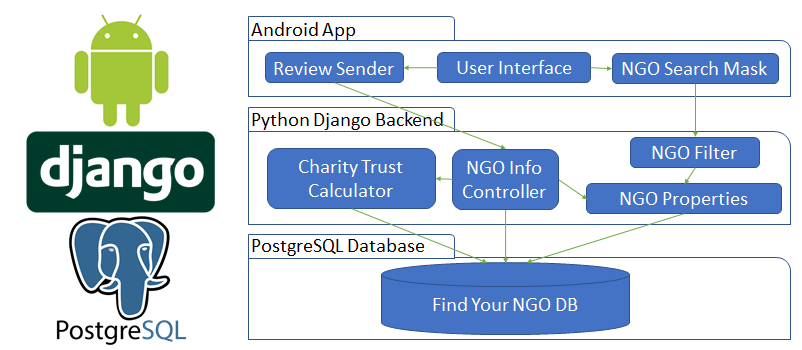 Android App
Review Sender
User Interface
NGO Search Mask
django
Python Django Backend
Charity Trust
Calculator
NGO Info
Controller
NGO Filter
NGO Properties
PostgreSQL
PostgreSQL Database
Find Your NGO DB